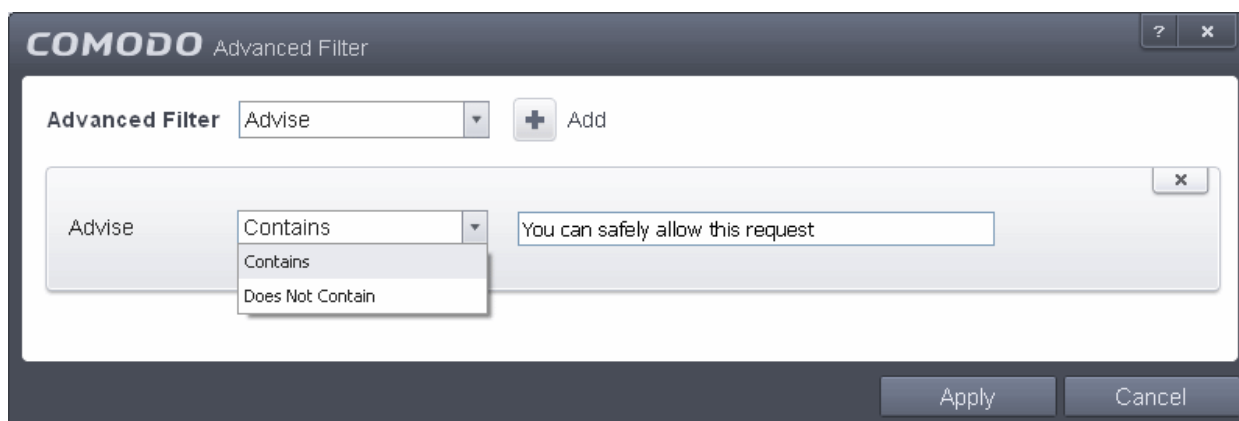 COMODO Advanced Filter ? x
Advanced Filter Advise + Add
x
Advise Contains You can safely allow this request
Contains
Does Not Contain
Apply Cancel